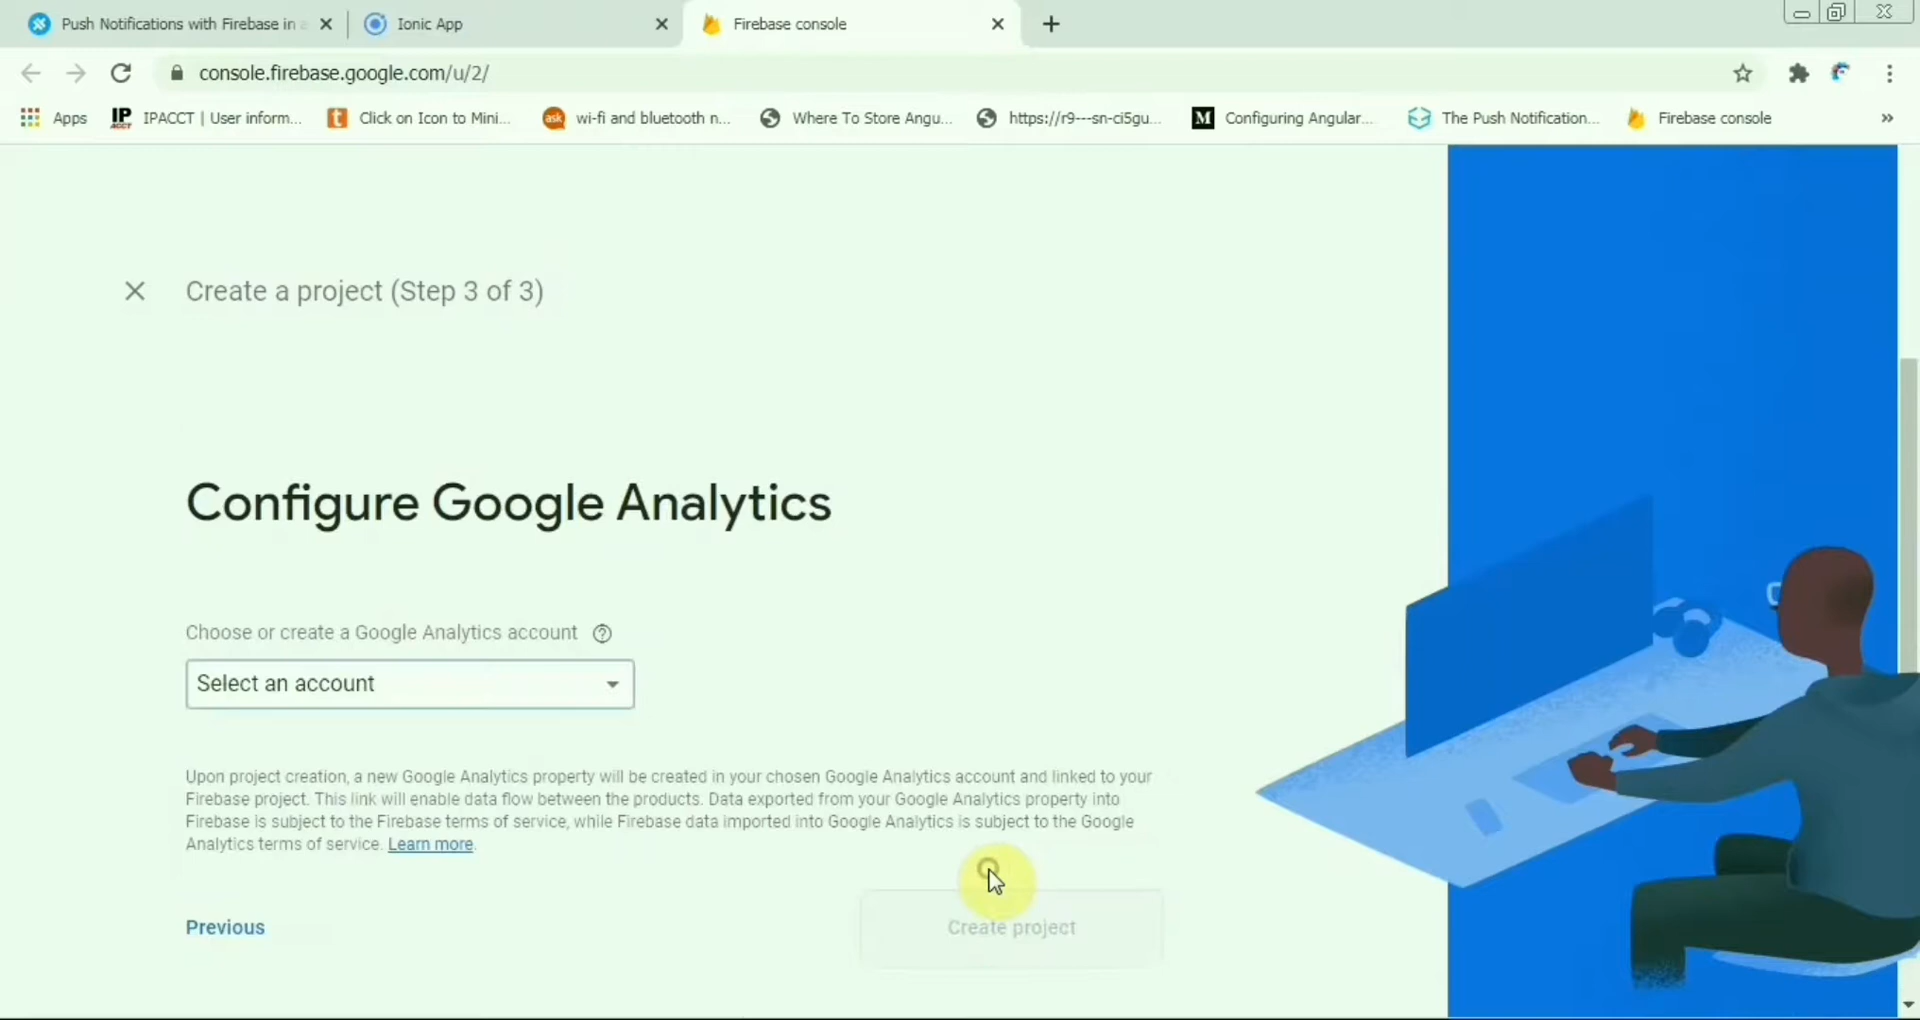 Push Notifications with Firebase in
Ionic App
Firebase console
console.firebase.google.com/u/2/
Apps
IP
ACCT
IPACCT | User inform...
t
Click on Icon to Mini...
ask
wi-fi and bluetooth n...
Where To Store Angu...
https://r9---sn-ci5gu...
M
Configuring Angular...
The Push Notification...
Firebase console
»
Create a project (Step 3 of 3)
Configure Google Analytics
Choose or create a Google Analytics account
Select an account
Upon project creation, a new Google Analytics property will be created in your chosen Google Analytics account and linked to your
Firebase project. This link will enable data flow between the products. Data exported from your Google Analytics property into
Firebase is subject to the Firebase terms of service, while Firebase data imported into Google Analytics is subject to the Google
Analytics terms of service. Learn more.
Previous
Create project